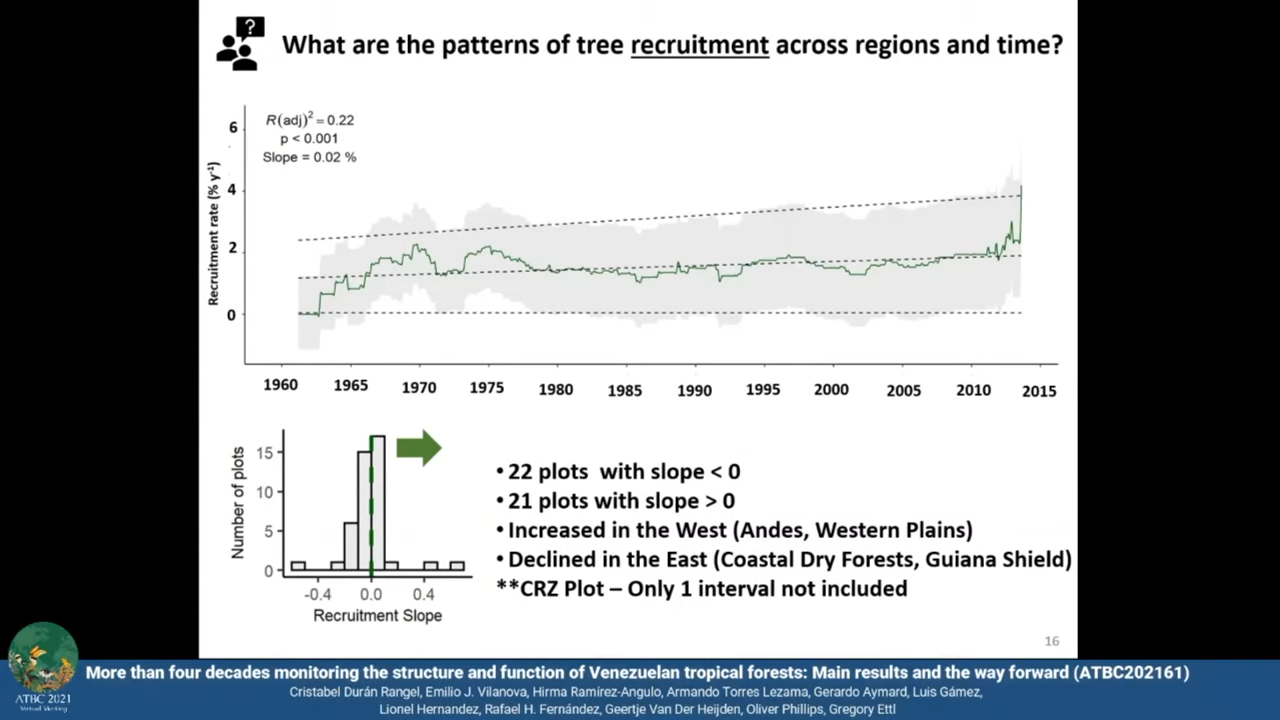 ?
What are the patterns of tree recruitment across regions and time?
R(adj)² = 0.22
p < 0.001
Slope = 0.02 %
Recruitment rate (% y⁻¹)
6
4
2
0
1960 1965 1970 1975 1980 1985 1990 1995 2000 2005 2010 2015
Number of plots
15
10
5
0
-0.4 0.0 0.4
Recruitment Slope
• 22 plots with slope < 0
• 21 plots with slope > 0
• Increased in the West (Andes, Western Plains)
• Declined in the East (Coastal Dry Forests, Guiana Shield)
**CRZ Plot – Only 1 interval not included
16
ATBC 2021
Virtual Meeting
More than four decades monitoring the structure and function of Venezuelan tropical forests: Main results and the way forward (ATBC202161)
Cristabel Durán Rangel, Emilio J. Vilanova, Hirma Ramírez-Angulo, Armando Torres Lezama, Gerardo Aymard, Luis Gámez,
Lionel Hernandez, Rafael H. Fernández, Geertje Van Der Heijden, Oliver Phillips, Gregory Ettl